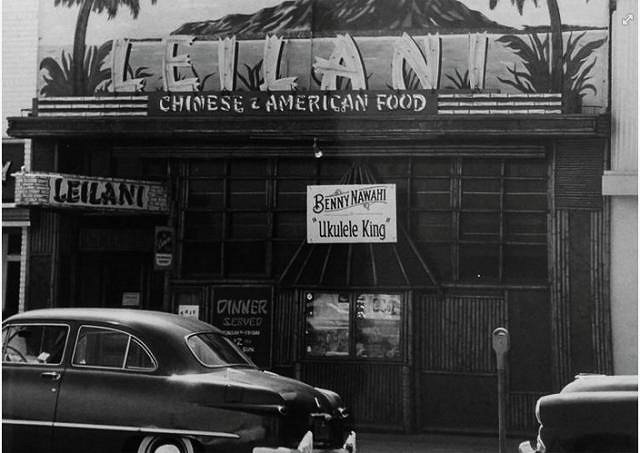 LEILANI
CHINESE & AMERICAN FOOD
LEILANI
BENNY NAWAHI
"Ukulele King"
DINNER
SERVED